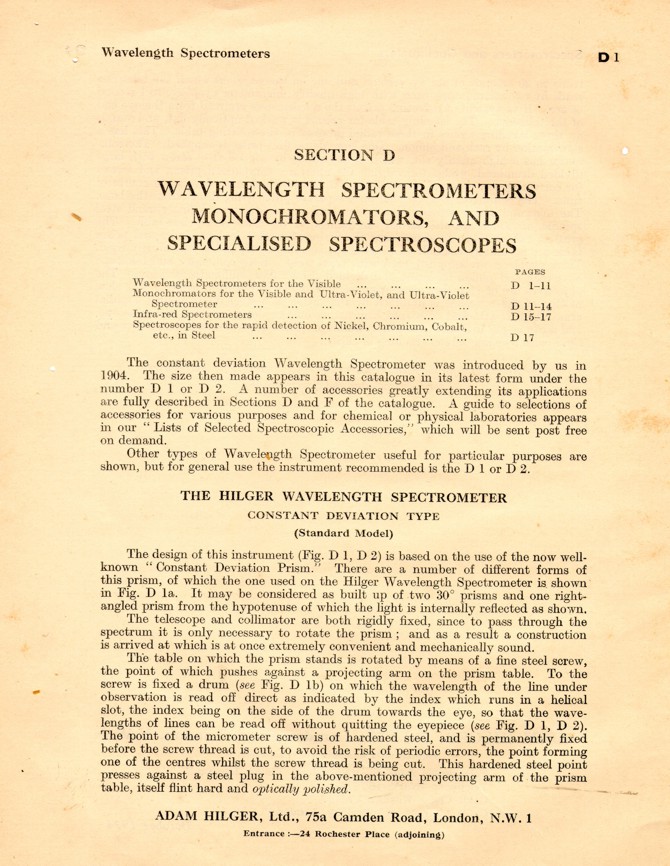 Wavelength Spectrometers D 1
SECTION D
WAVELENGTH SPECTROMETERS
MONOCHROMATORS, AND
SPECIALISED SPECTROSCOPES
PAGES
Wavelength Spectrometers for the Visible ... ... ... ... D 1–11
Monochromators for the Visible and Ultra-Violet, and Ultra-Violet
Spectrometer ... ... ... ... ... ... ... D 11–14
Infra-red Spectrometers ... ... ... ... ... ... D 15–17
Spectroscopes for the rapid detection of Nickel, Chromium, Cobalt,
etc., in Steel ... ... ... ... ... ... ... D 17
The constant deviation Wavelength Spectrometer was introduced by us in
1904. The size then made appears in this catalogue in its latest form under the
number D 1 or D 2. A number of accessories greatly extending its applications
are fully described in Sections D and F of the catalogue. A guide to selections of
accessories for various purposes and for chemical or physical laboratories appears
in our “ Lists of Selected Spectroscopic Accessories,” which will be sent post free
on demand.
Other types of Wavelength Spectrometer useful for particular purposes are
shown, but for general use the instrument recommended is the D 1 or D 2.
THE HILGER WAVELENGTH SPECTROMETER
CONSTANT DEVIATION TYPE
(Standard Model)
The design of this instrument (Fig. D 1, D 2) is based on the use of the now well-
known “ Constant Deviation Prism.” There are a number of different forms of
this prism, of which the one used on the Hilger Wavelength Spectrometer is shown
in Fig. D 1a. It may be considered as built up of two 30° prisms and one right-
angled prism from the hypotenuse of which the light is internally reflected as shown.
The telescope and collimator are both rigidly fixed, since to pass through the
spectrum it is only necessary to rotate the prism ; and as a result a construction
is arrived at which is at once extremely convenient and mechanically sound.
The table on which the prism stands is rotated by means of a fine steel screw,
the point of which pushes against a projecting arm on the prism table. To the
screw is fixed a drum (see Fig. D 1b) on which the wavelength of the line under
observation is read off direct as indicated by the index which runs in a helical
slot, the index being on the side of the drum towards the eye, so that the wave-
lengths of lines can be read off without quitting the eyepiece (see Fig. D 1, D 2).
The point of the micrometer screw is of hardened steel, and is permanently fixed
before the screw thread is cut, to avoid the risk of periodic errors, the point forming
one of the centres whilst the screw thread is being cut. This hardened steel point
presses against a steel plug in the above-mentioned projecting arm of the prism
table, itself flint hard and optically polished.
ADAM HILGER, Ltd., 75a Camden Road, London, N.W. 1
Entrance :—24 Rochester Place (adjoining)